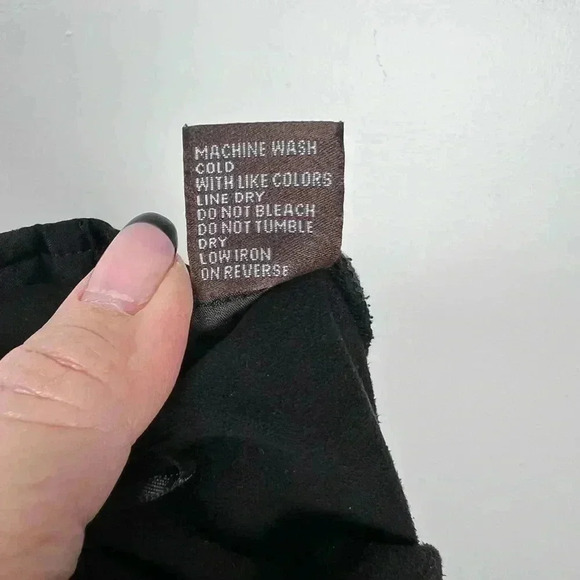 MACHINE WASH
COLD
WITH LIKE COLORS
LINE DRY
DO NOT BLEACH
DO NOT TUMBLE
DRY
LOW IRON
ON REVERSE